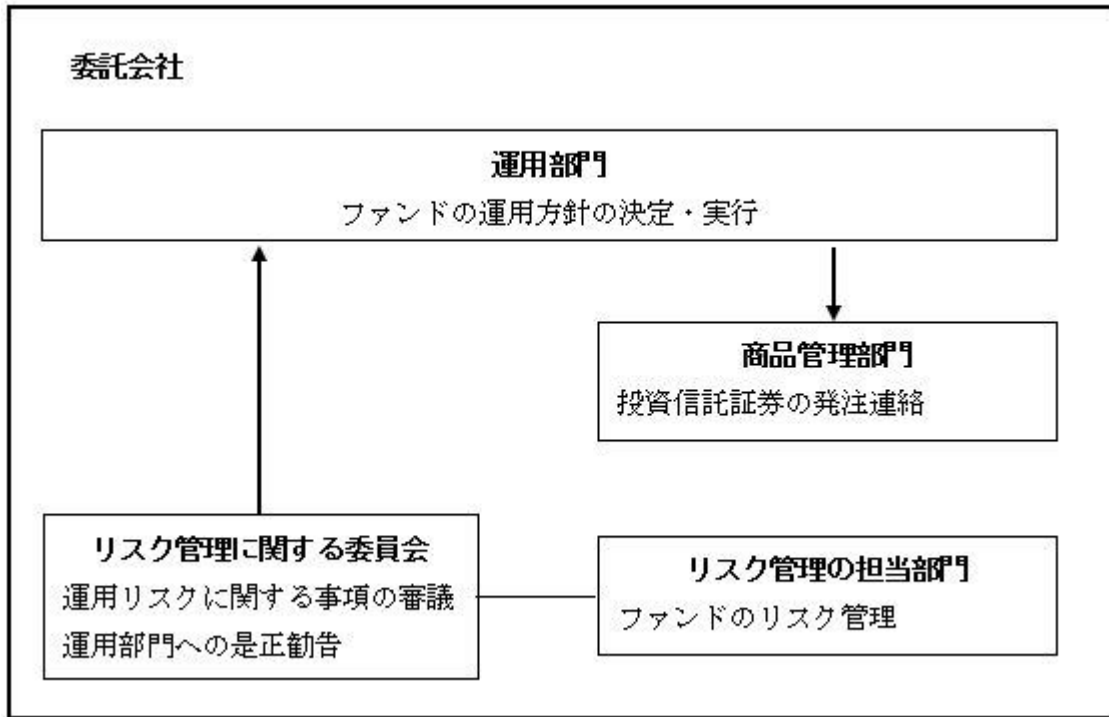 委託会社
運用部門
ファンドの運用方針の決定・実行
商品管理部門
投資信託証券の発注連絡
リスク管理に関する委員会
運用リスクに関する事項の審議
運用部門への是正勧告
リスク管理の担当部門
ファンドのリスク管理